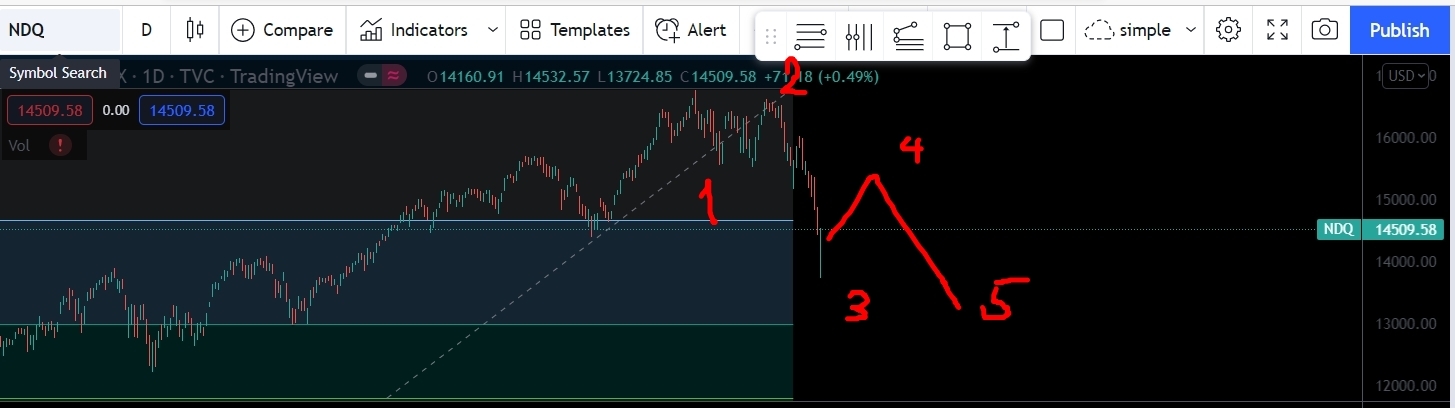 NDQ D Compare Indicators Templates Alert simple Publish
Symbol Search X · 1D · TVC · TradingView O14160.91 H14532.57 L13724.85 C14509.58 +71.18 (+0.49%) USD
14509.58 0.00 14509.58
Vol !
2
16000.00
4
1
15000.00
NDQ 14509.58
14000.00
3 5
13000.00
12000.00